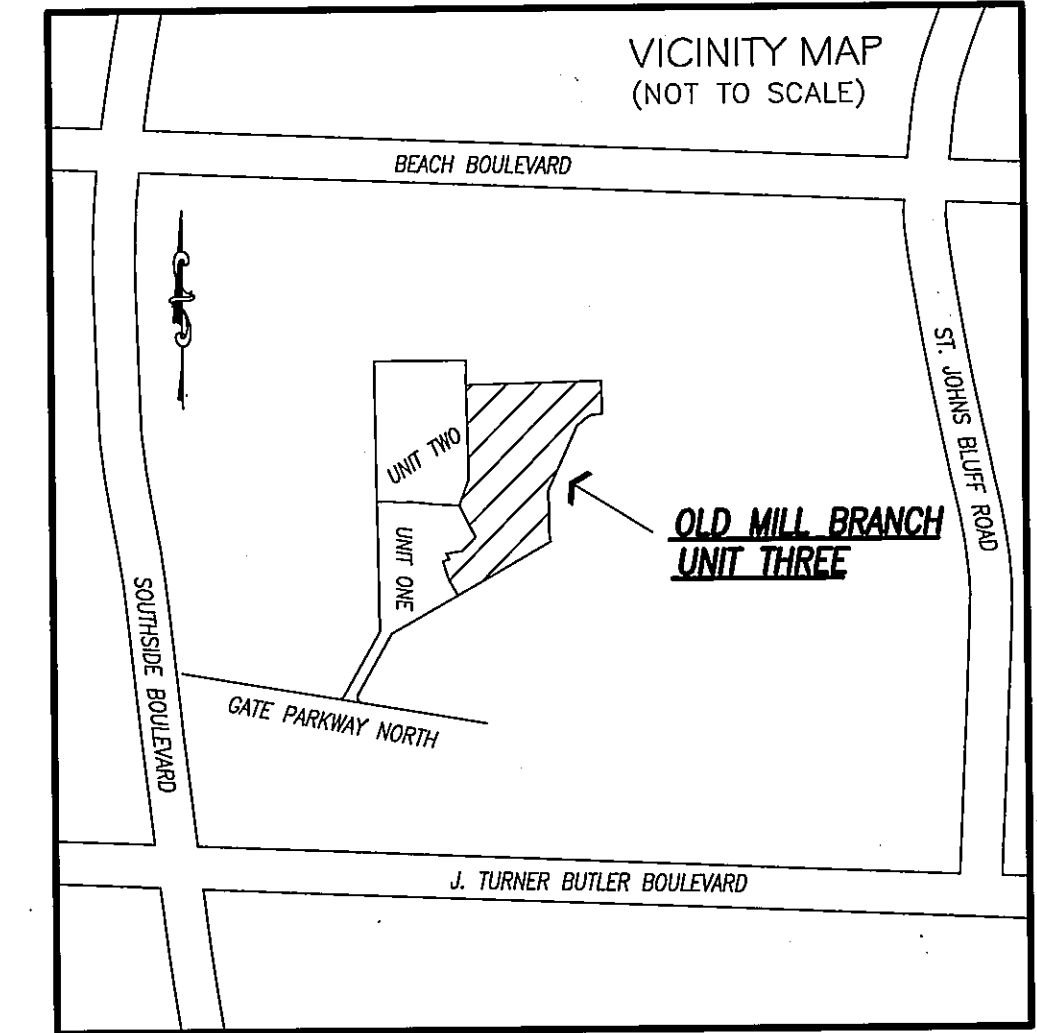 VICINITY MAP
(NOT TO SCALE)
BEACH BOULEVARD
ST. JOHNS BLUFF ROAD
UNIT TWO
OLD MILL BRANCH
UNIT THREE
UNIT ONE
SOUTHSIDE BOULEVARD
GATE PARKWAY NORTH
J. TURNER BUTLER BOULEVARD